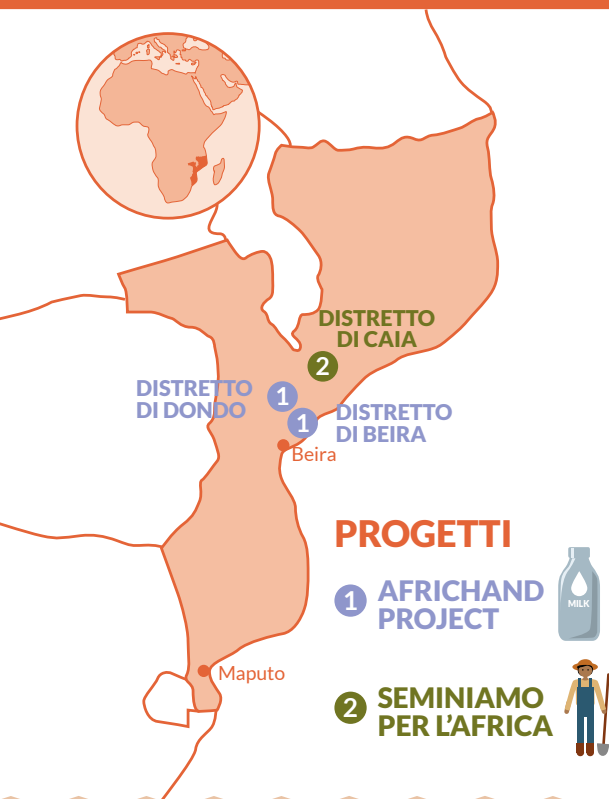 DISTRETTO
DI CAIA
2
DISTRETTO
DI DONDO
1
1
DISTRETTO
DI BEIRA
Beira
PROGETTI
1 AFRICHAND
PROJECT
MILK
Maputo
2 SEMINIAMO
PER L'AFRICA